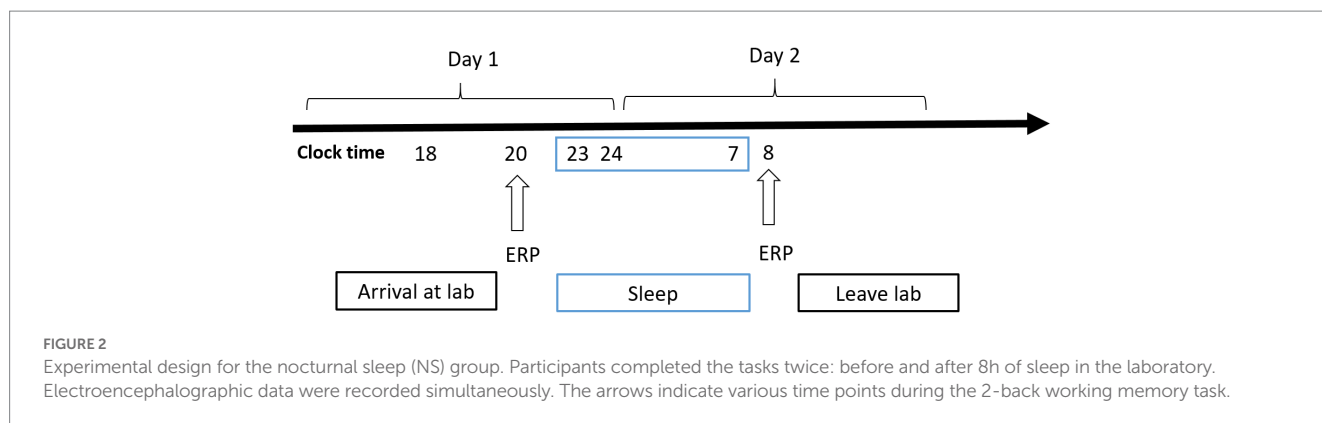 Day 1
Day 2
Clock time 18 20 23 24 7 8
ERP
ERP
Arrival at lab
Sleep
Leave lab
FIGURE 2
Experimental design for the nocturnal sleep (NS) group. Participants completed the tasks twice: before and after 8h of sleep in the laboratory.
Electroencephalographic data were recorded simultaneously. The arrows indicate various time points during the 2-back working memory task.